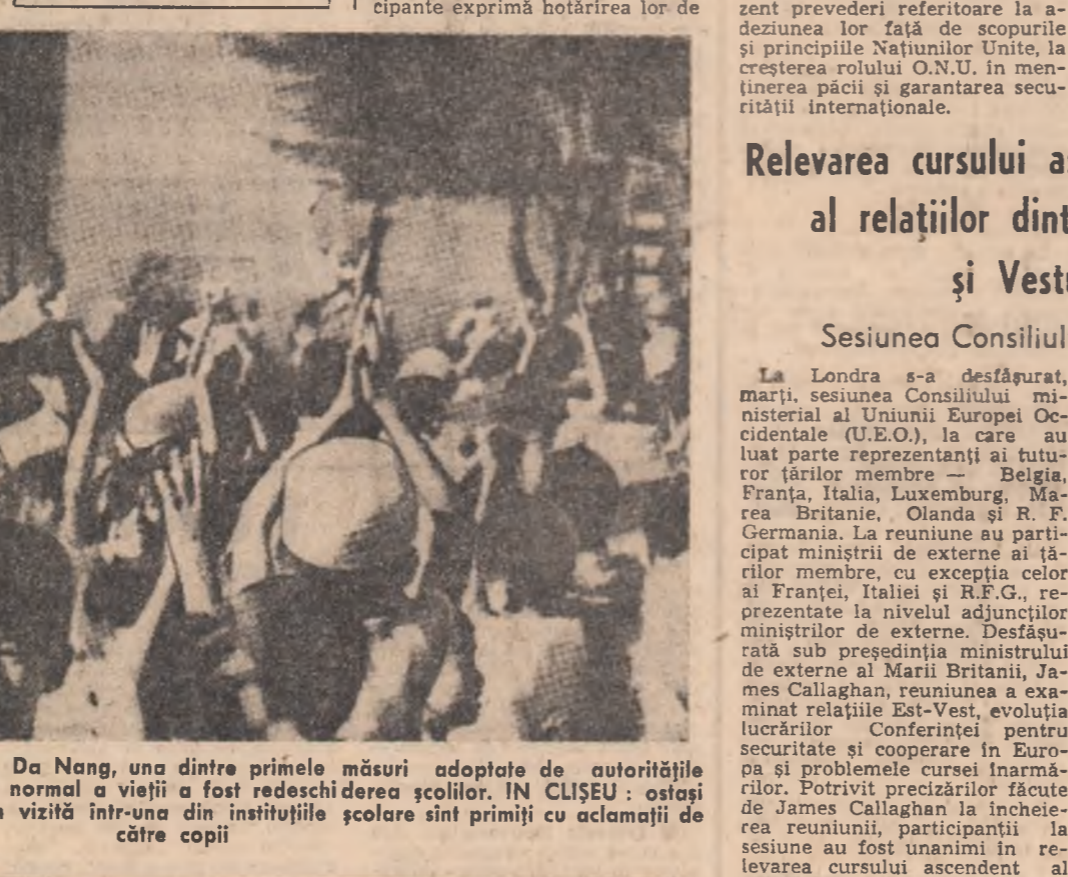 cipante exprimă hotărîrea lor de
Da Nang, una dintre primele măsuri adoptate de autoritățile
normal a vieții a fost redeschiderea școlilor. IN CLIȘEU : ostași
vizită într-una din instituțiile școlare sînt primiți cu aclamații de
către copii
zent prevederi referitoare la a-
deziunea lor față de scopurile
și principiile Națiunilor Unite, la
creșterea rolului O.N.U. în men-
ținerea păcii și garantarea secu-
rității internaționale.
Relevarea cursului
al relațiilor
și
Sesiunea
La Londra s-a desfășurat,
marți, sesiunea Consiliului mi-
nisterial al Uniunii Europei Oc-
cidentale (U.E.O.), la care au
luat parte reprezentanți ai tutu-
ror țărilor membre — Belgia,
Franța, Italia, Luxemburg, Ma-
rea Britanie, Olanda și R. F.
Germania. La reuniune au parti-
cipat miniștrii de externe ai ță-
rilor membre, cu excepția celor
ai Franței, Italiei și R.F.G., re-
prezentate la nivelul adjuncților
miniștrilor de externe. Desfășu-
rată sub președinția ministrului
de externe al Marii Britanii, Ja-
mes Callaghan, reuniunea a exa-
minat relațiile Est-Vest, evoluția
lucrărilor Conferinței pentru
securitate și cooperare în Euro-
pa și problemele cursei înarmă-
rilor. Potrivit precizărilor făcute
de James Callaghan la încheie-
rea reuniunii, participanții la
sesiune au fost unanimi în re-
levarea cursului ascendent al